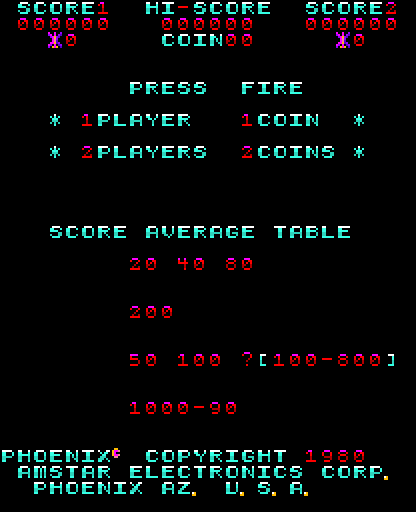 SCORE1 HI-SCORE SCORE2
000000 000000 000000
0 COIN00 0
PRESS FIRE
* 1PLAYER 1COIN *
* 2PLAYERS 2COINS *
SCORE AVERAGE TABLE
20 40 80
200
50 100 ?[100-800]
1000-90
PHOENIX© COPYRIGHT 1980
AMSTAR ELECTRONICS CORP.
PHOENIX AZ. U.S.A.